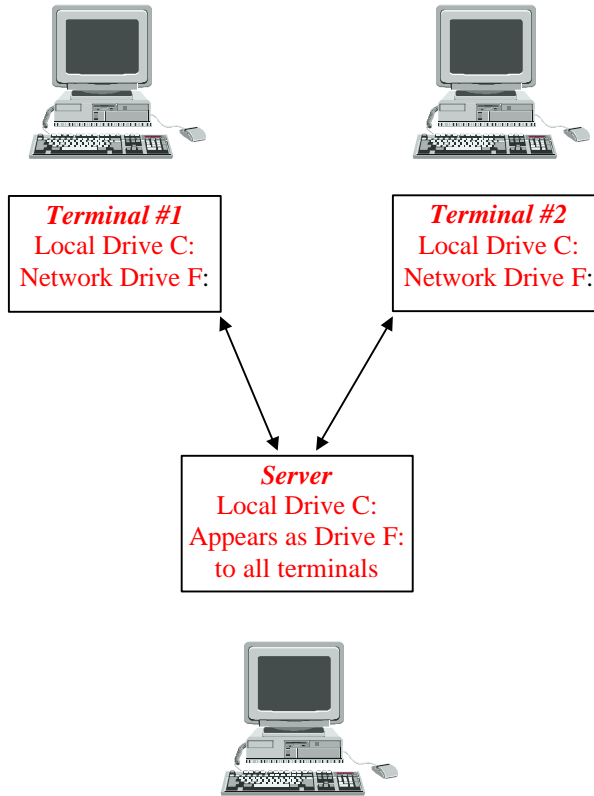 Terminal #1
Local Drive C:
Network Drive F:
Terminal #2
Local Drive C:
Network Drive F:
Server
Local Drive C:
Appears as Drive F:
to all terminals